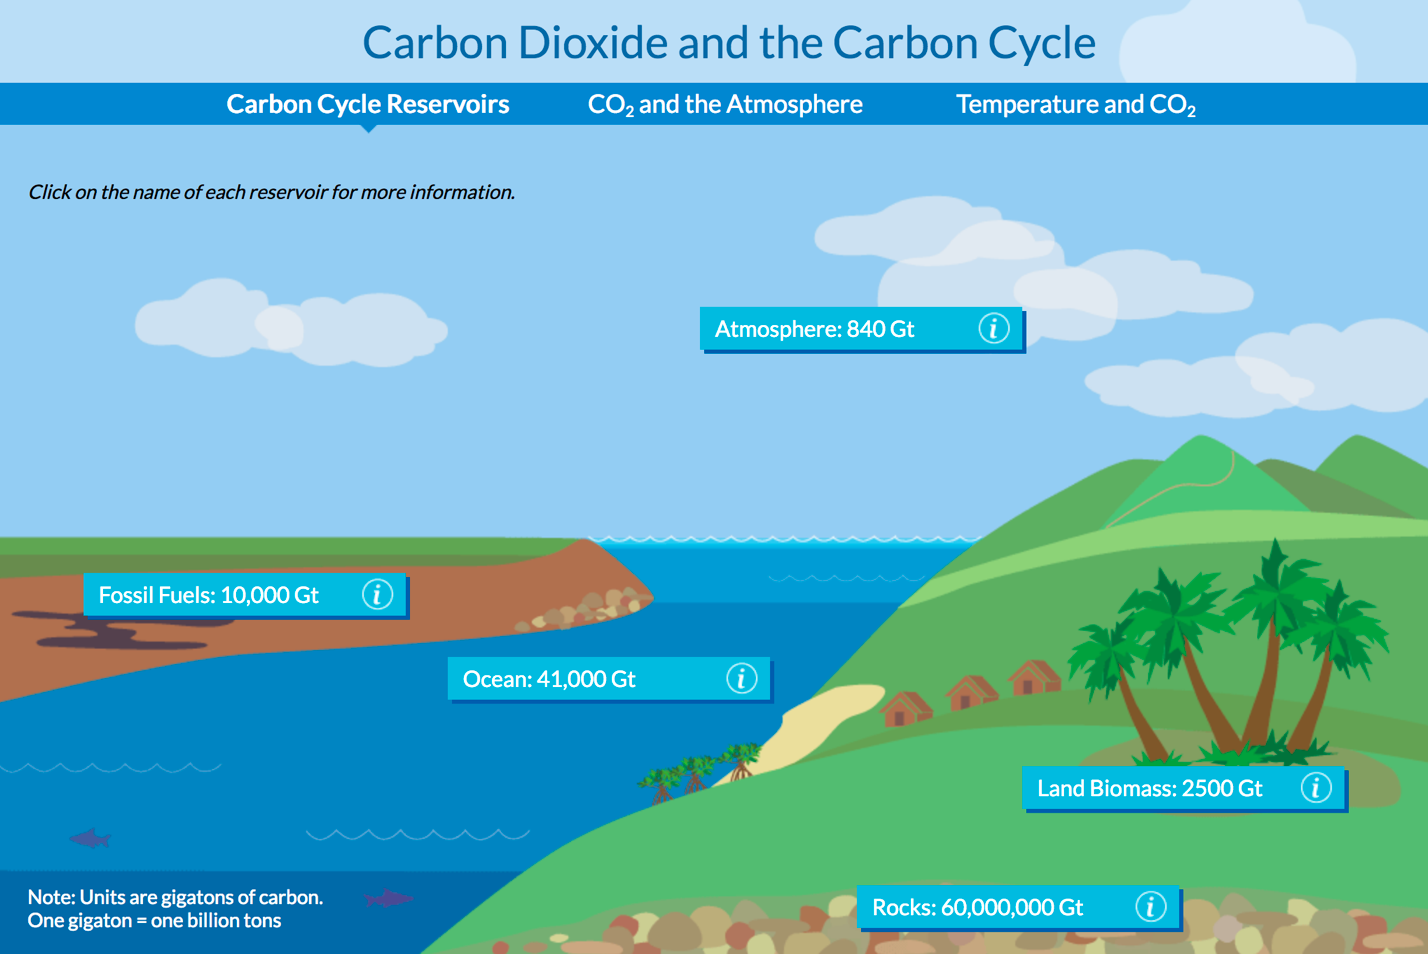 Carbon Dioxide and the Carbon Cycle
Carbon Cycle Reservoirs
CO₂ and the Atmosphere
Temperature and CO₂
Click on the name of each reservoir for more information.
Atmosphere: 840 Gt i
Fossil Fuels: 10,000 Gt i
Ocean: 41,000 Gt i
Land Biomass: 2500 Gt i
Rocks: 60,000,000 Gt i
Note: Units are gigatons of carbon.
One gigaton = one billion tons